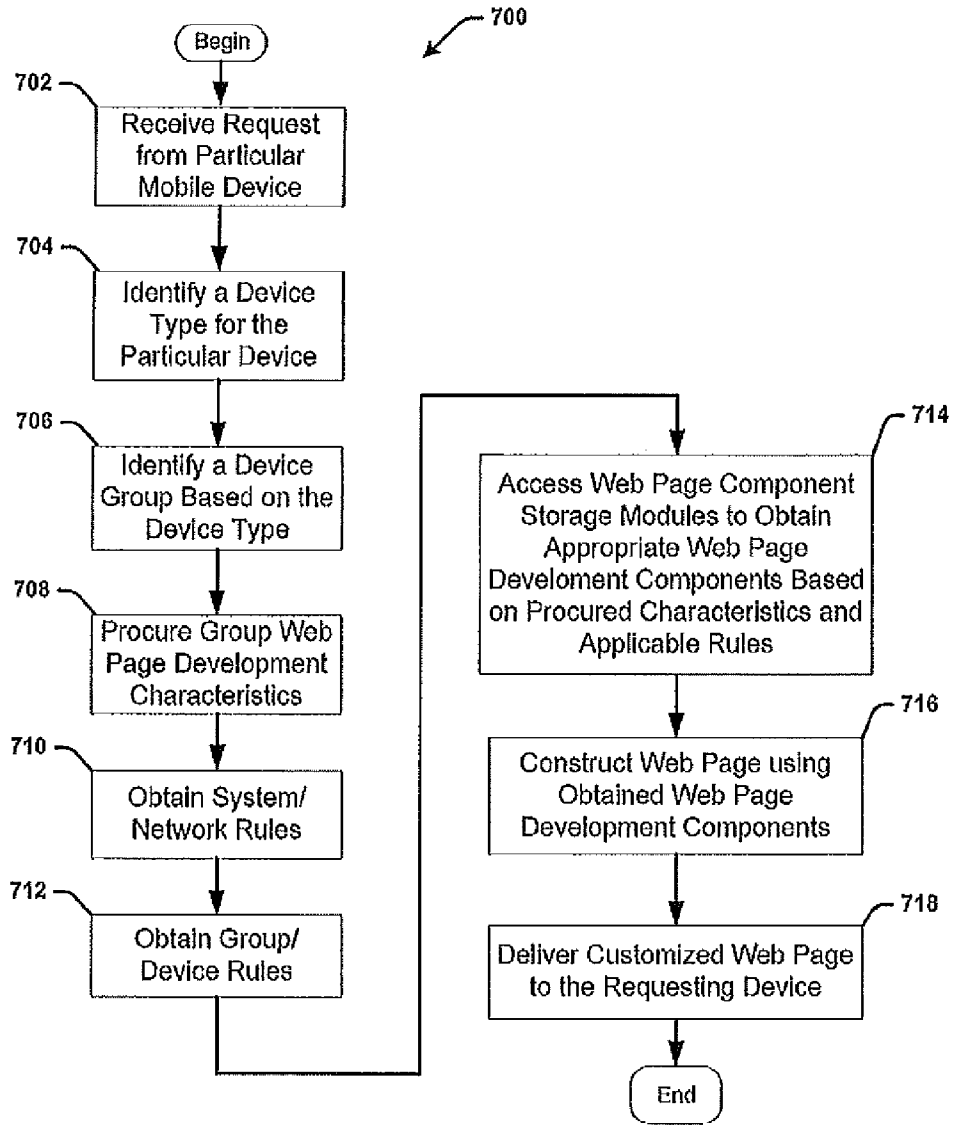 700
Begin
702
Receive Request
from Particular
Mobile Device
704
Identify a Device
Type for the
Particular Device
706
Identify a Device
Group Based on the
Device Type
708
Procure Group Web
Page Development
Characteristics
710
Obtain System/
Network Rules
712
Obtain Group/
Device Rules
714
Access Web Page Component
Storage Modules to Obtain
Appropriate Web Page
Develoment Components Based
on Procured Characteristics and
Applicable Rules
716
Construct Web Page using
Obtained Web Page
Development Components
718
Deliver Customized Web Page
to the Requesting Device
End